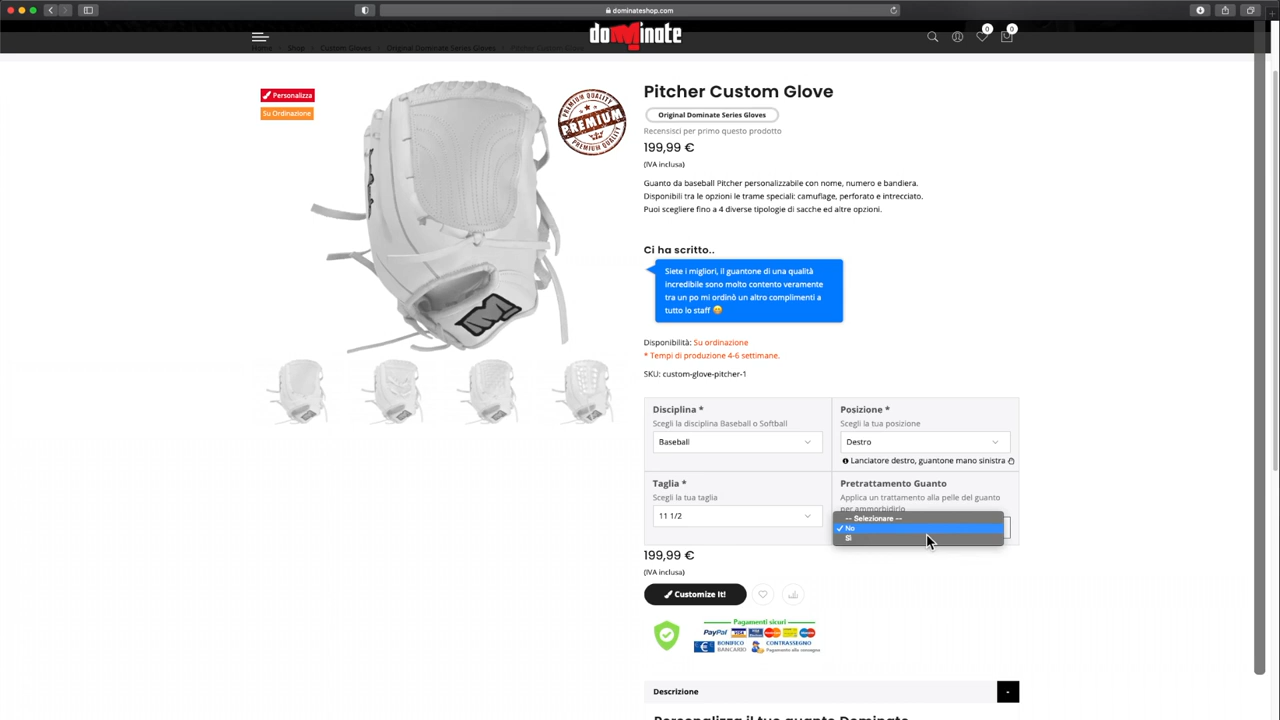 dominateshop.com
Home Shop Custom Gloves Original Dominate Series Gloves Pitcher Custom Glove
dominate
0
0
Personalizza
Su Ordinazione
PREMIUM QUALITY
PREMIUM
PREMIUM QUALITY
Pitcher Custom Glove
Original Dominate Series Gloves
Recensisci per primo questo prodotto
199,99 €
(IVA inclusa)
Guanto da baseball Pitcher personalizzabile con nome, numero e bandiera.
Disponibili tra le opzioni le trame speciali: camuflage, perforato e intrecciato.
Puoi scegliere fino a 4 diverse tipologie di sacche ed altre opzioni.
Ci ha scritto..
Siete i migliori, il guantone di una qualità
incredibile sono molto contento veramente
tra un po mi ordinò un altro complimenti a
tutto lo staff 😁
Disponibilità: Su ordinazione
* Tempi di produzione 4-6 settimane.
SKU: custom-glove-pitcher-1
Disciplina *
Scegli la disciplina Baseball o Softball
Baseball
Posizione *
Scegli la tua posizione
Destro
Lanciatore destro, guantone mano sinistra
Taglia *
Scegli la tua taglia
11 1/2
Pretrattamento Guanto
Applica un trattamento alla pelle del guanto
per ammorbidirlo
-- Selezionare --
✓ No
Sì
199,99 €
(IVA inclusa)
Customize It!
Pagamenti sicuri
PayPal VISA
BONIFICO BANCARIO
CONTRASSEGNO
Pagamento alla consegna
Descrizione
-
Personalizza il tuo guanto Dominate